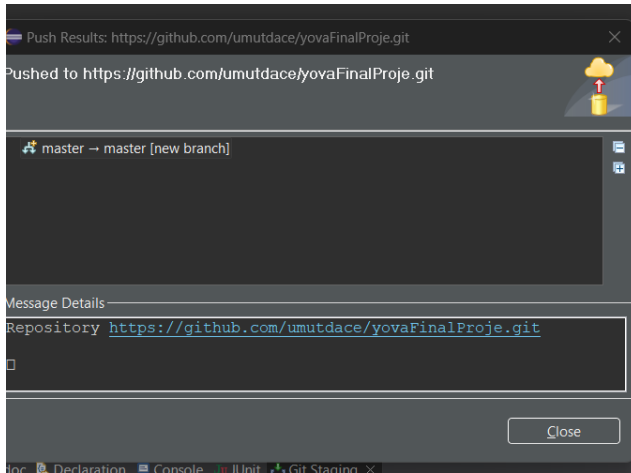 Push Results: https://github.com/umutdace/yovaFinalProje.git
Pushed to https://github.com/umutdace/yovaFinalProje.git
master → master [new branch]
Message Details
Repository https://github.com/umutdace/yovaFinalProje.git
Close
Declaration Console JUnit Git Staging